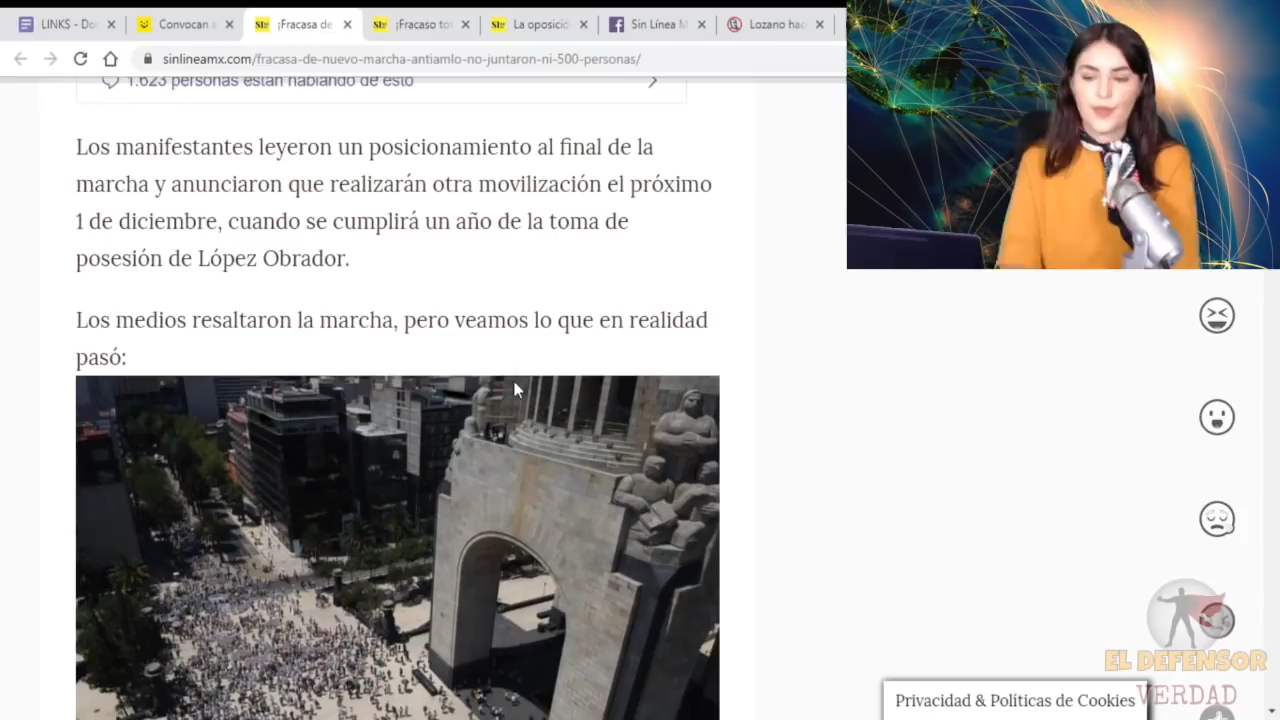 LINKS - Do
Convocan a
¡Fracasa de
¡Fracaso to
La oposició
Sin Línea M
Lozano hac
sinlineamx.com/fracasa-de-nuevo-marcha-antiamlo-no-juntaron-ni-500-personas/
1.623 personas están hablando de esto
Los manifestantes leyeron un posicionamiento al final de la
marcha y anunciaron que realizarán otra movilización el próximo
1 de diciembre, cuando se cumplirá un año de la toma de
posesión de López Obrador.
Los medios resaltaron la marcha, pero veamos lo que en realidad
pasó:
EL DEFENSOR
VERDAD
Privacidad & Políticas de Cookies